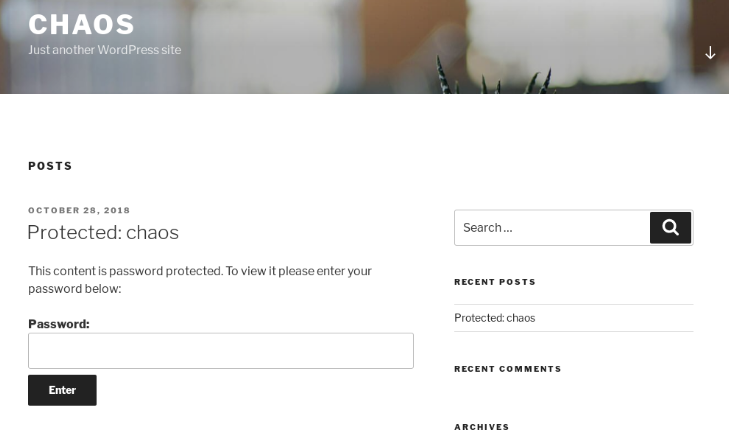 CHAOS
Just another WordPress site
POSTS
OCTOBER 28, 2018
Protected: chaos
This content is password protected. To view it please enter your
password below:
Password:
Enter
Search …
RECENT POSTS
Protected: chaos
RECENT COMMENTS
ARCHIVES